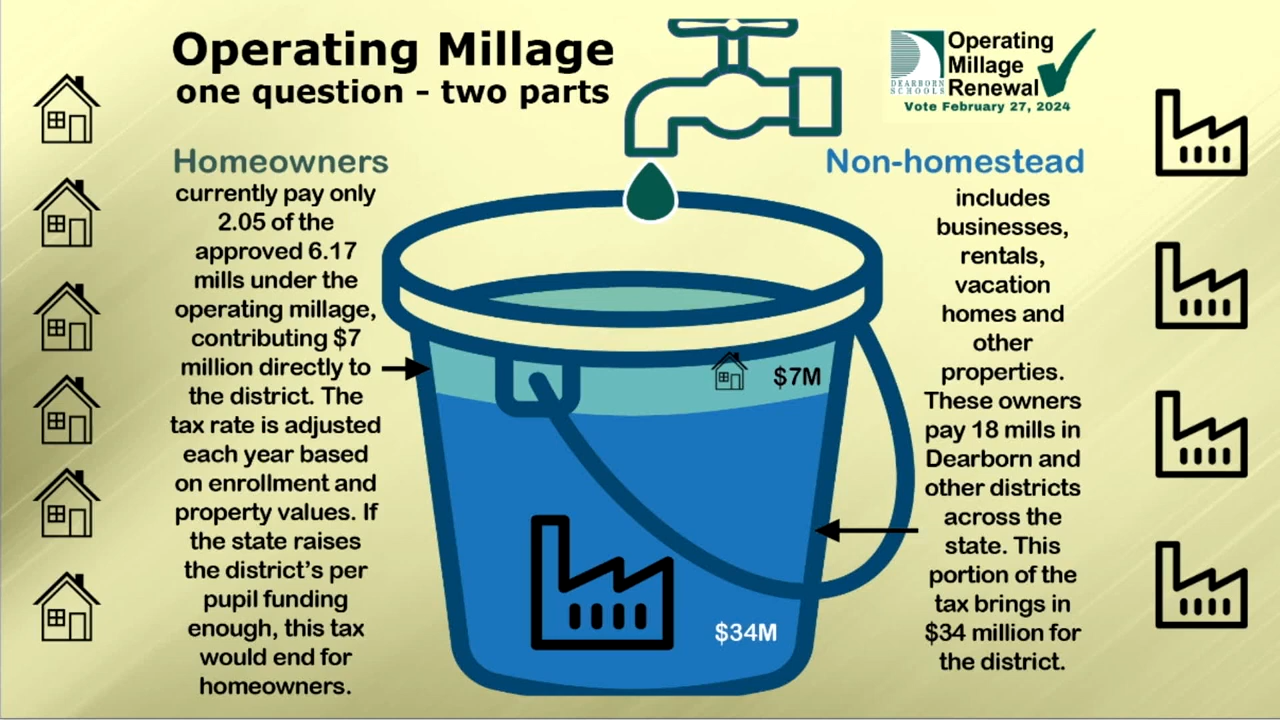 Operating Millage
one question - two parts
DEARBORN
SCHOOLS
Operating
Millage
Renewal
Vote February 27, 2024
Homeowners
currently pay only
2.05 of the
approved 6.17
mills under the
operating millage,
contributing $7
million directly to
the district. The
tax rate is adjusted
each year based
on enrollment and
property values. If
the state raises
the district's per
pupil funding
enough, this tax
would end for
homeowners.
$7M
$34M
Non-homestead
includes
businesses,
rentals,
vacation
homes and
other
properties.
These owners
pay 18 mills in
Dearborn and
other districts
across the
state. This
portion of the
tax brings in
$34 million for
the district.